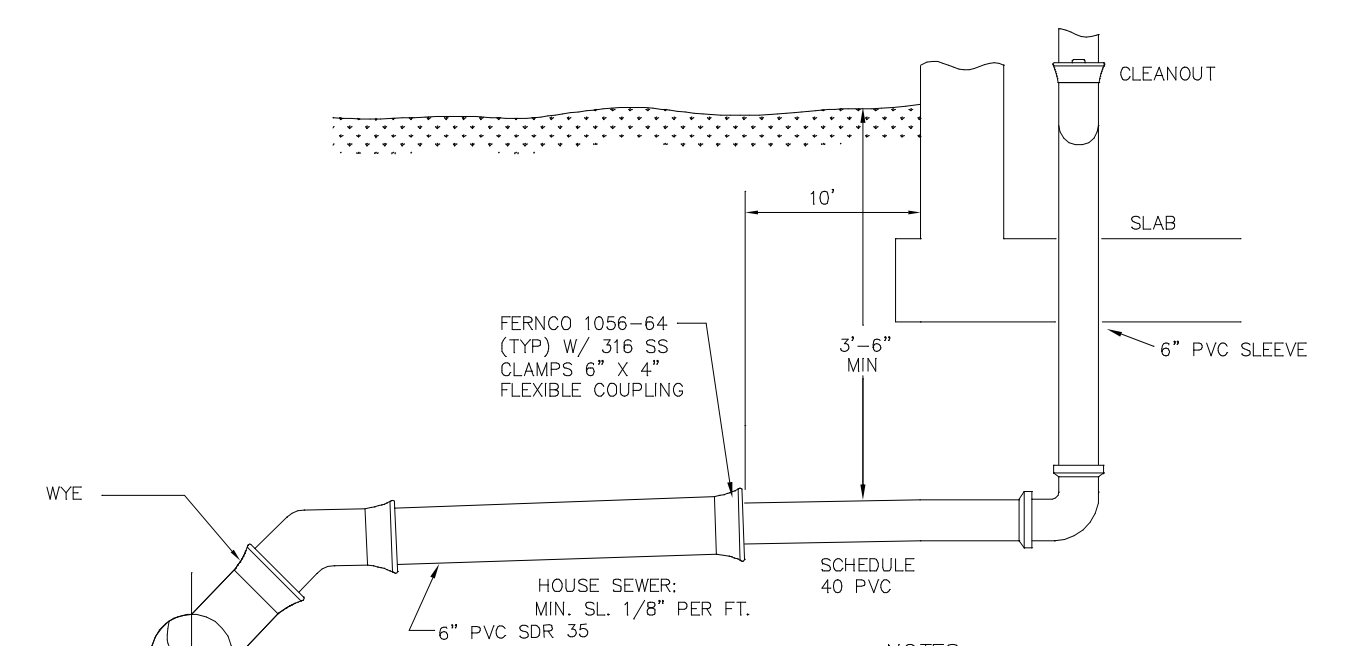 CLEANOUT
10'
SLAB
FERNCO 1056-64
(TYP) W/ 316 SS
CLAMPS 6" X 4"
FLEXIBLE COUPLING
3'-6"
MIN
6" PVC SLEEVE
WYE
SCHEDULE
40 PVC
HOUSE SEWER:
MIN. SL. 1/8" PER FT.
6" PVC SDR 35